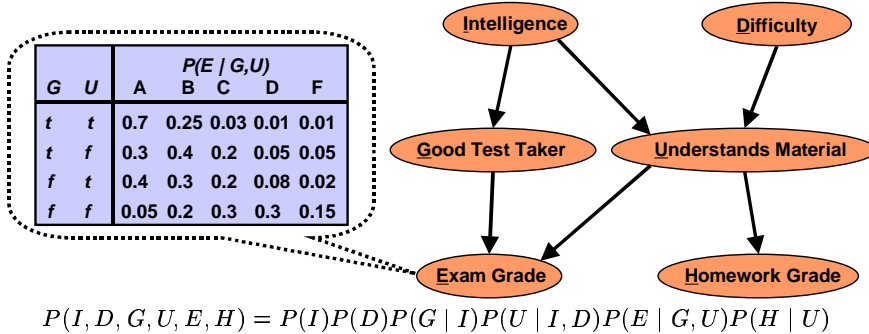 Intelligence
Difficulty
P(E | G,U)
G U A B C D F
t t 0.7 0.25 0.03 0.01 0.01
t f 0.3 0.4 0.2 0.05 0.05
f t 0.4 0.3 0.2 0.08 0.02
f f 0.05 0.2 0.3 0.3 0.15
Good Test Taker
Understands Material
Exam Grade
Homework Grade
P(I, D, G, U, E, H) = P(I)P(D)P(G | I)P(U | I, D)P(E | G, U)P(H | U)